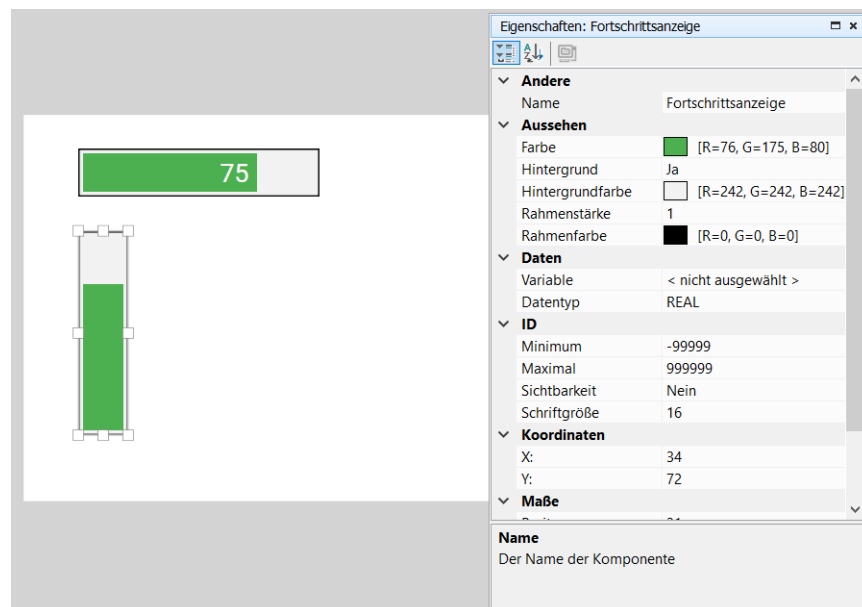 Eigenschaften: Fortschrittsanzeige
Andere
Name Fortschrittsanzeige
Aussehen
Farbe [R=76, G=175, B=80]
Hintergrund Ja
Hintergrundfarbe [R=242, G=242, B=242]
Rahmenstärke 1
Rahmenfarbe [R=0, G=0, B=0]
Daten
Variable < nicht ausgewählt >
Datentyp REAL
ID
Minimum -99999
Maximal 999999
Sichtbarkeit Nein
Schriftgröße 16
Koordinaten
X: 34
Y: 72
Maße
Name
Der Name der Komponente
75